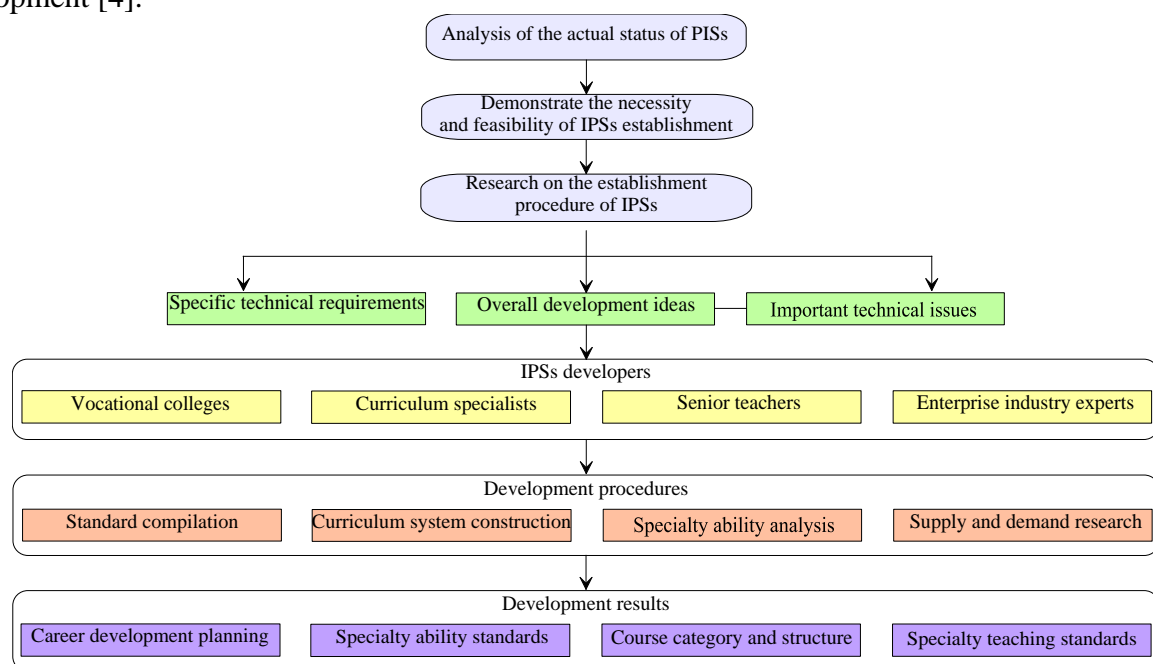 opment [4].
Analysis of the actual status of PISs
Demonstrate the necessity
and feasibility of IPSs establishment
Research on the establishment
procedure of IPSs
Specific technical requirements
Overall development ideas
Important technical issues
IPSs developers
Vocational colleges
Curriculum specialists
Senior teachers
Enterprise industry experts
Development procedures
Standard compilation
Curriculum system construction
Specialty ability analysis
Supply and demand research
Development results
Career development planning
Specialty ability standards
Course category and structure
Specialty teaching standards